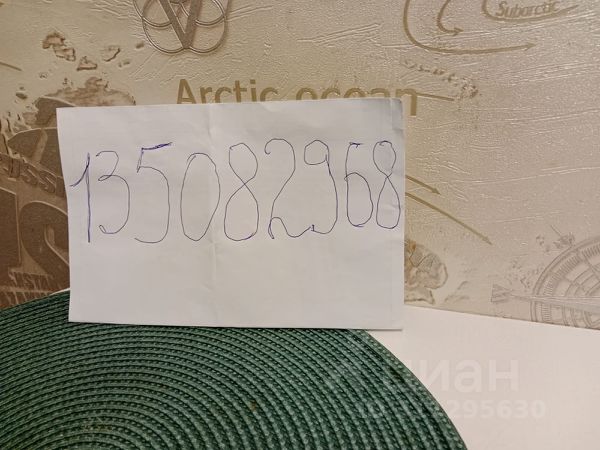 Subarctic
Arctic ocean
135082968
циан
295630